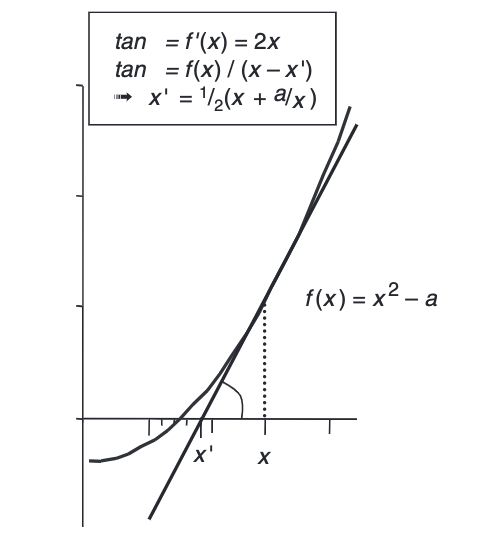 tan = f'(x) = 2x
tan = f(x) / (x – x')
➠ x' = ¹/₂(x + a/x)
f(x) = x² – a
x' x